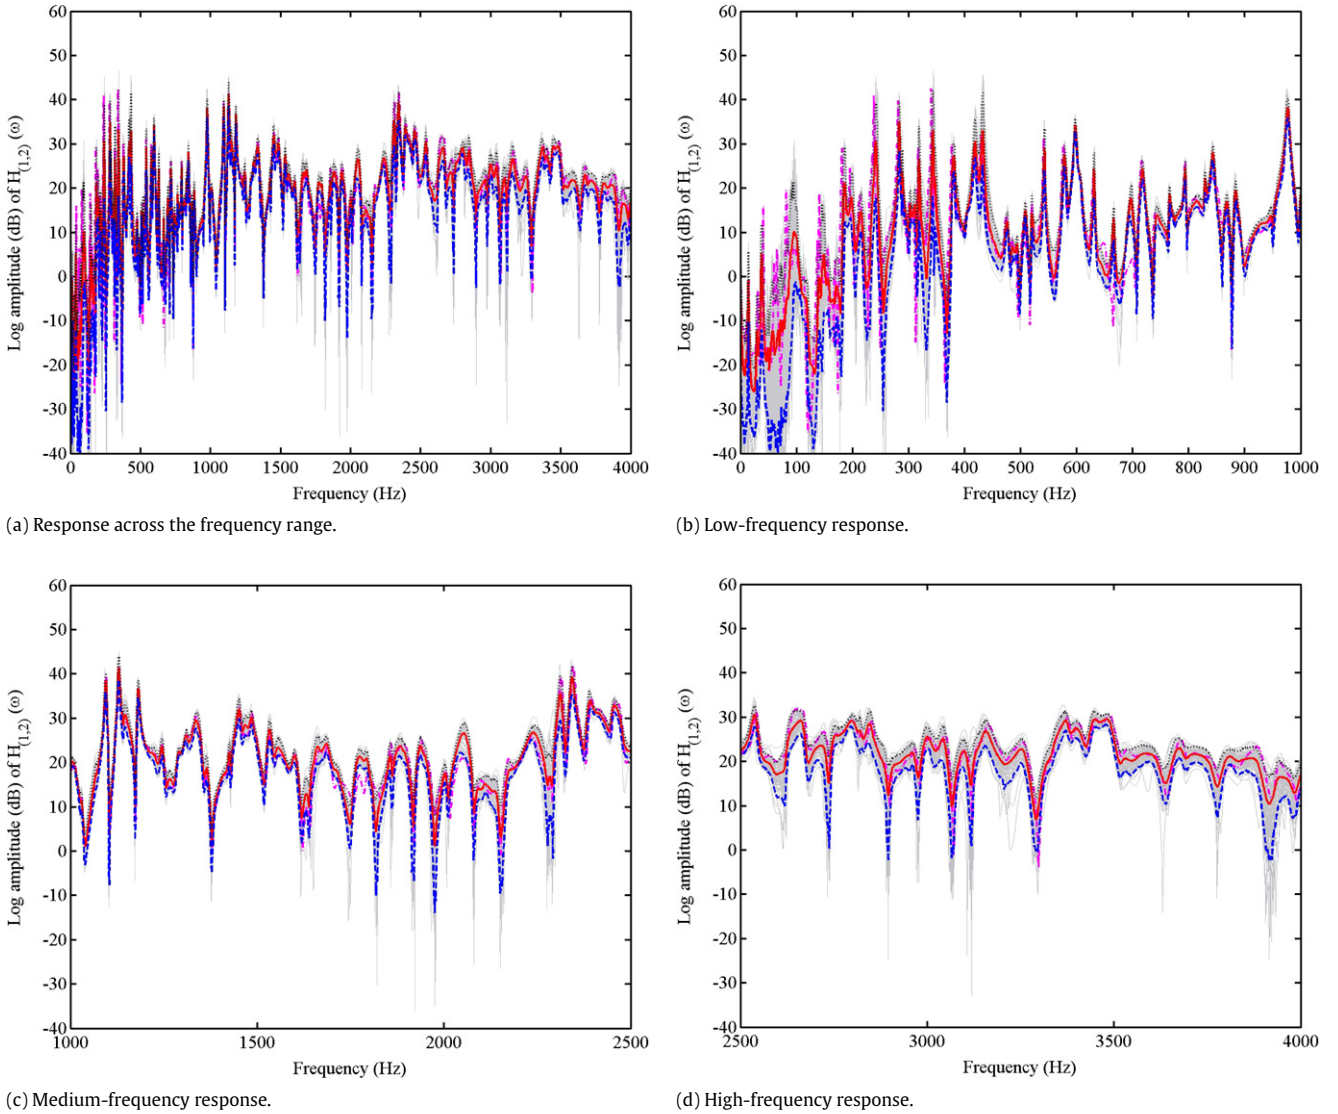 60
50
40
30
20
10
0
-10
-20
-30
-40
0 500 1000 1500 2000 2500 3000 3500 4000
Log amplitude (dB) of H(1,2) (ω)
Frequency (Hz)
(a) Response across the frequency range.
60
50
40
30
20
10
0
-10
-20
-30
-40
0 100 200 300 400 500 600 700 800 900 1000
Log amplitude (dB) of H(1,2) (ω)
Frequency (Hz)
(b) Low-frequency response.
60
50
40
30
20
10
0
-10
-20
-30
-40
1000 1500 2000 2500
Log amplitude (dB) of H(1,2) (ω)
Frequency (Hz)
(c) Medium-frequency response.
60
50
40
30
20
10
0
-10
-20
-30
-40
2500 3000 3500 4000
Log amplitude (dB) of H(1,2) (ω)
Frequency (Hz)
(d) High-frequency response.